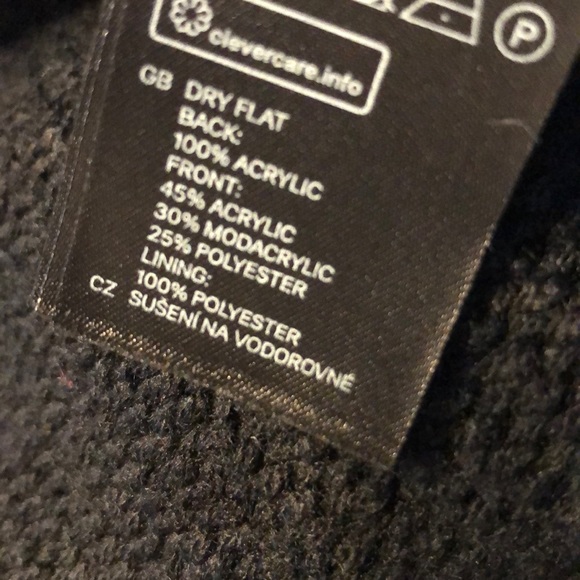 P
clevercare.info
GB DRY FLAT
BACK:
100% ACRYLIC
FRONT:
45% ACRYLIC
30% MODACRYLIC
25% POLYESTER
LINING:
100% POLYESTER
CZ SUŠENÍ NA VODOROVNÉ